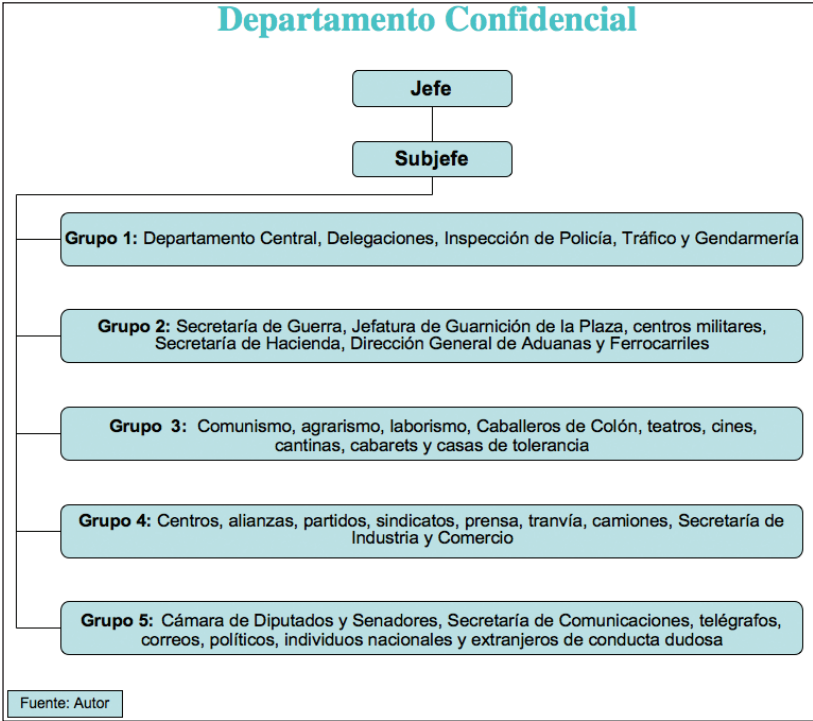 Departamento Confidencial
Jefe
Subjefe
Grupo 1: Departamento Central, Delegaciones, Inspección de Policía, Tráfico y Gendarmería
Grupo 2: Secretaría de Guerra, Jefatura de Guarnición de la Plaza, centros militares,
Secretaría de Hacienda, Dirección General de Aduanas y Ferrocarriles
Grupo 3: Comunismo, agrarismo, laborismo, Caballeros de Colón, teatros, cines,
cantinas, cabarets y casas de tolerancia
Grupo 4: Centros, alianzas, partidos, sindicatos, prensa, tranvía, camiones, Secretaría de
Industria y Comercio
Grupo 5: Cámara de Diputados y Senadores, Secretaría de Comunicaciones, telégrafos,
correos, políticos, individuos nacionales y extranjeros de conducta dudosa
Fuente: Autor